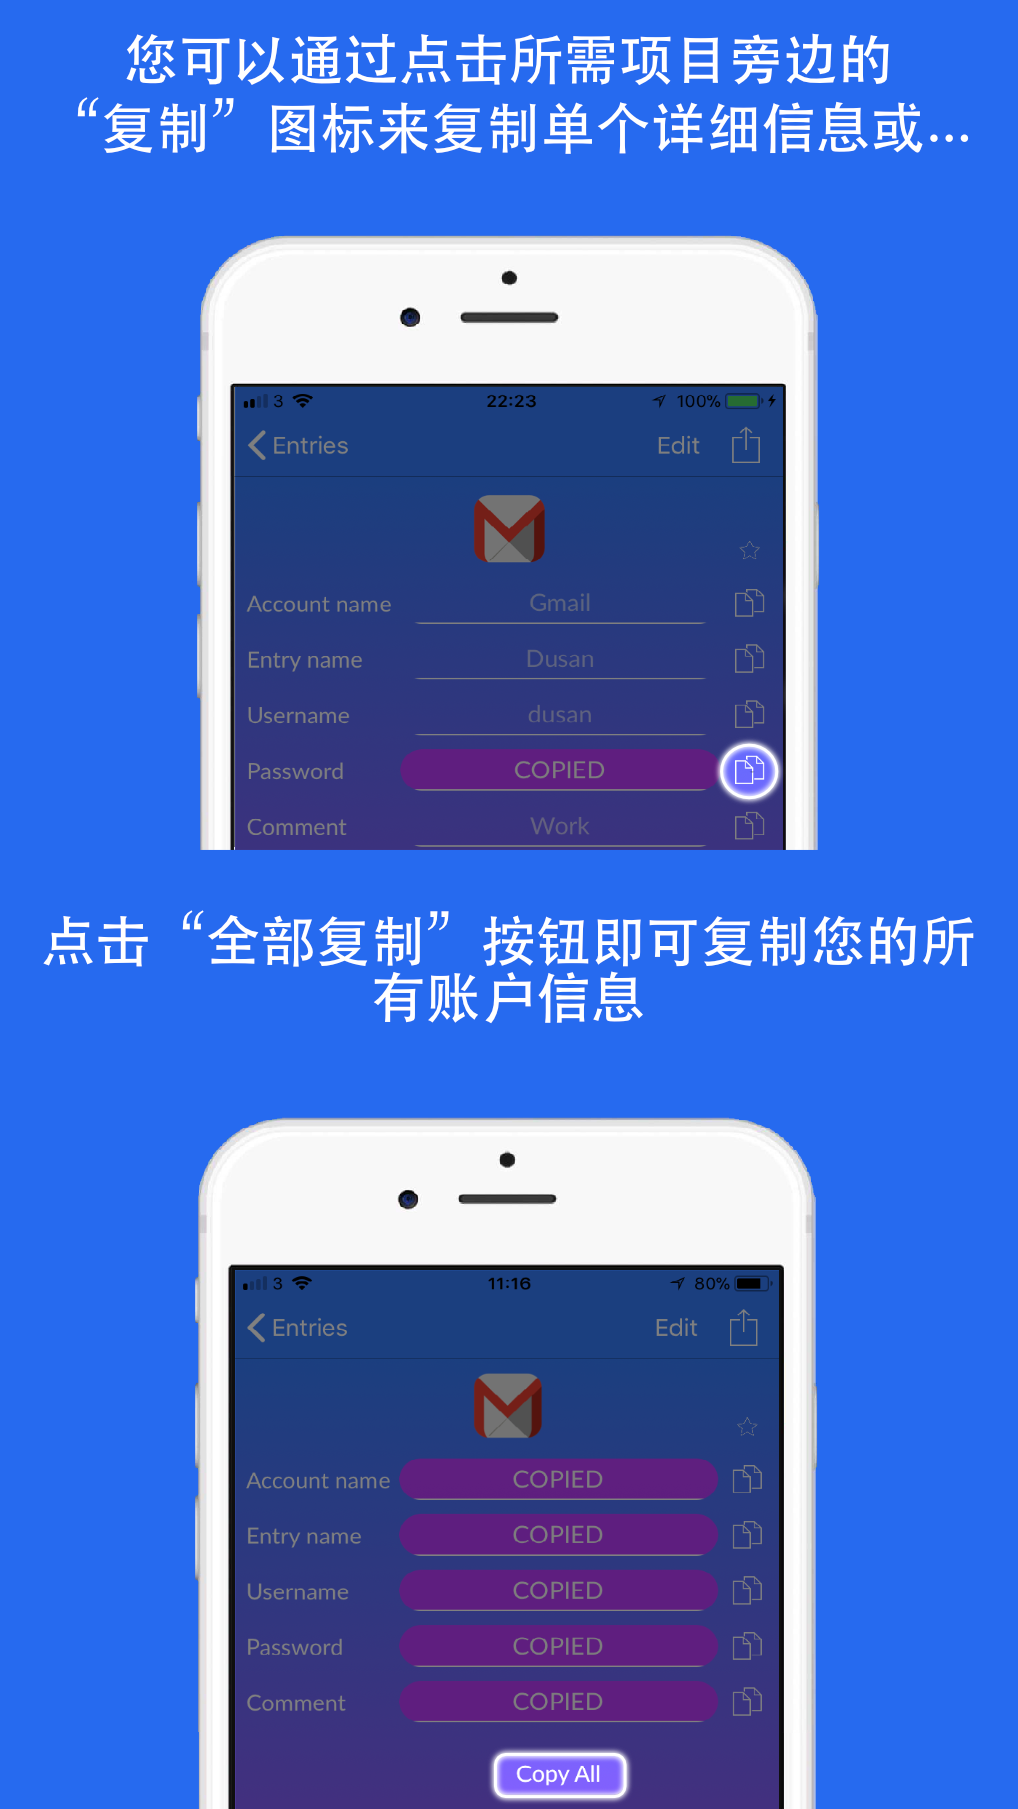 您可以通过点击所需项目旁边的
“复制”图标来复制单个详细信息或...
3 22:23 100%
Entries Edit
Account name Gmail
Entry name Dusan
Username dusan
Password COPIED
Comment Work
点击“全部复制”按钮即可复制您的所
有账户信息
3 11:16 80%
Entries Edit
Account name COPIED
Entry name COPIED
Username COPIED
Password COPIED
Comment COPIED
Copy All